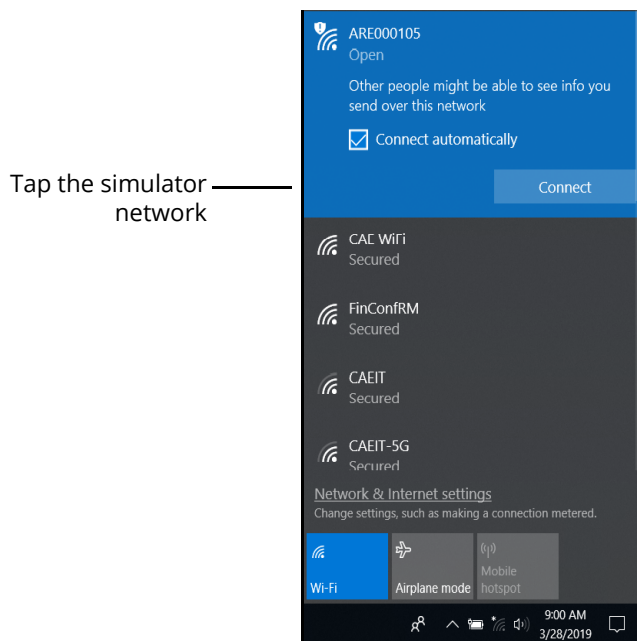 ARE000105
Open
Other people might be able to see info you
send over this network
Connect automatically
Connect
Tap the simulator
network
CAE WiFi
Secured
FinConfRM
Secured
CAEIT
Secured
CAEIT-5G
Secured
Network & Internet settings
Change settings, such as making a connection metered.
Wi-Fi
Airplane mode
Mobile
hotspot
9:00 AM
3/28/2019